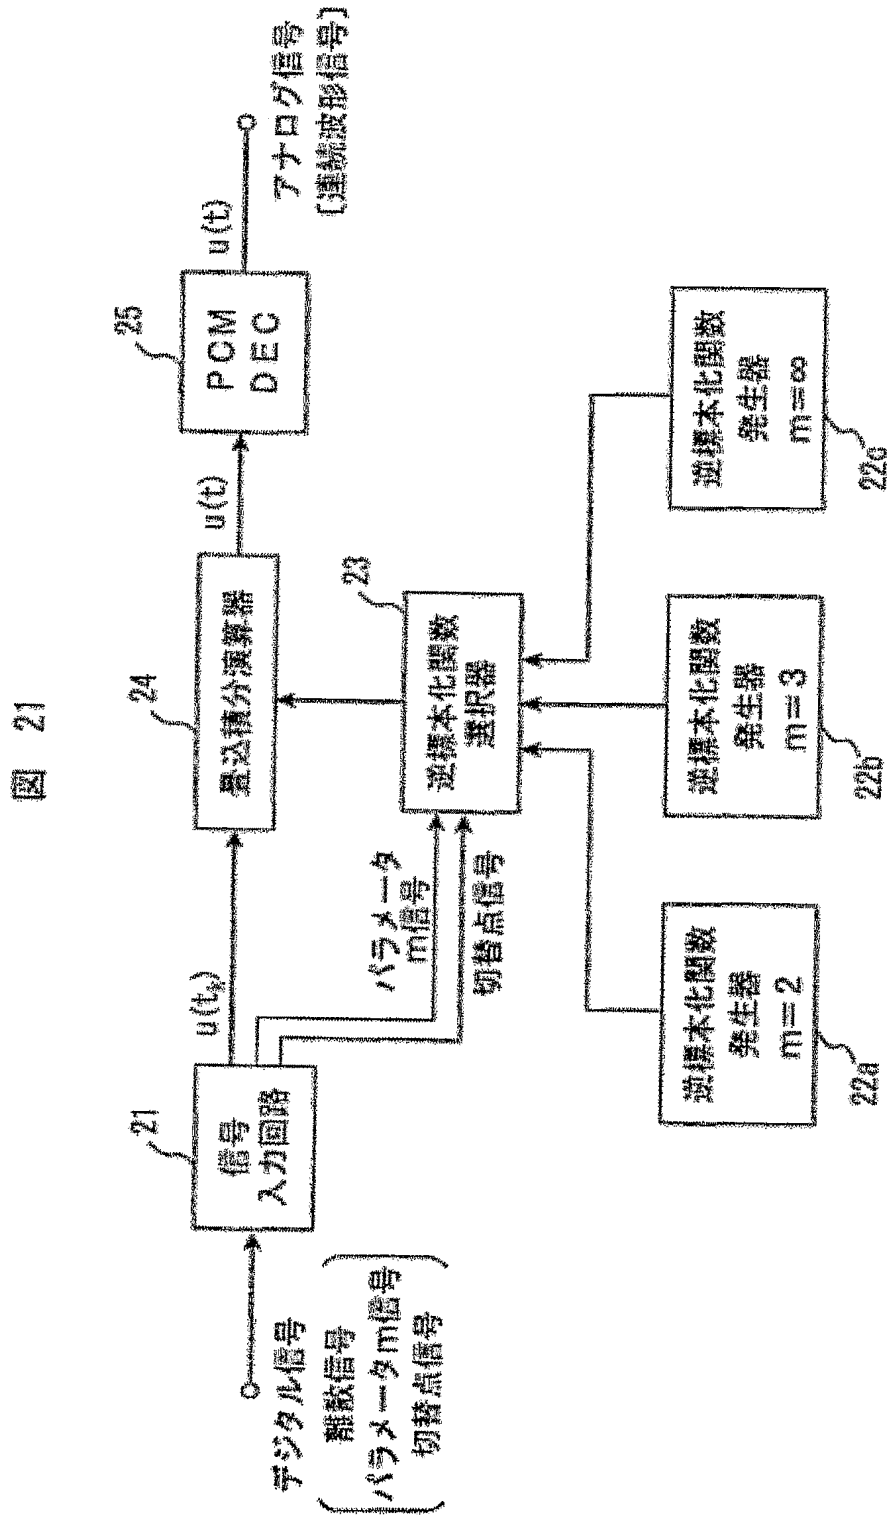 図 21
デジタル信号
離散信号
パラメータm信号
切替点信号
21
信号
入力回路
u(tₖ)
パラメータ
m信号
切替点信号
24
畳込積分演算器
u(t)
25
PCM
DEC
u(t)
アナログ信号
[連続波形信号]
23
逆標本化関数
選択器
逆標本化関数
発生器
m=2
22a
逆標本化関数
発生器
m=3
22b
逆標本化関数
発生器
m=∞
22c